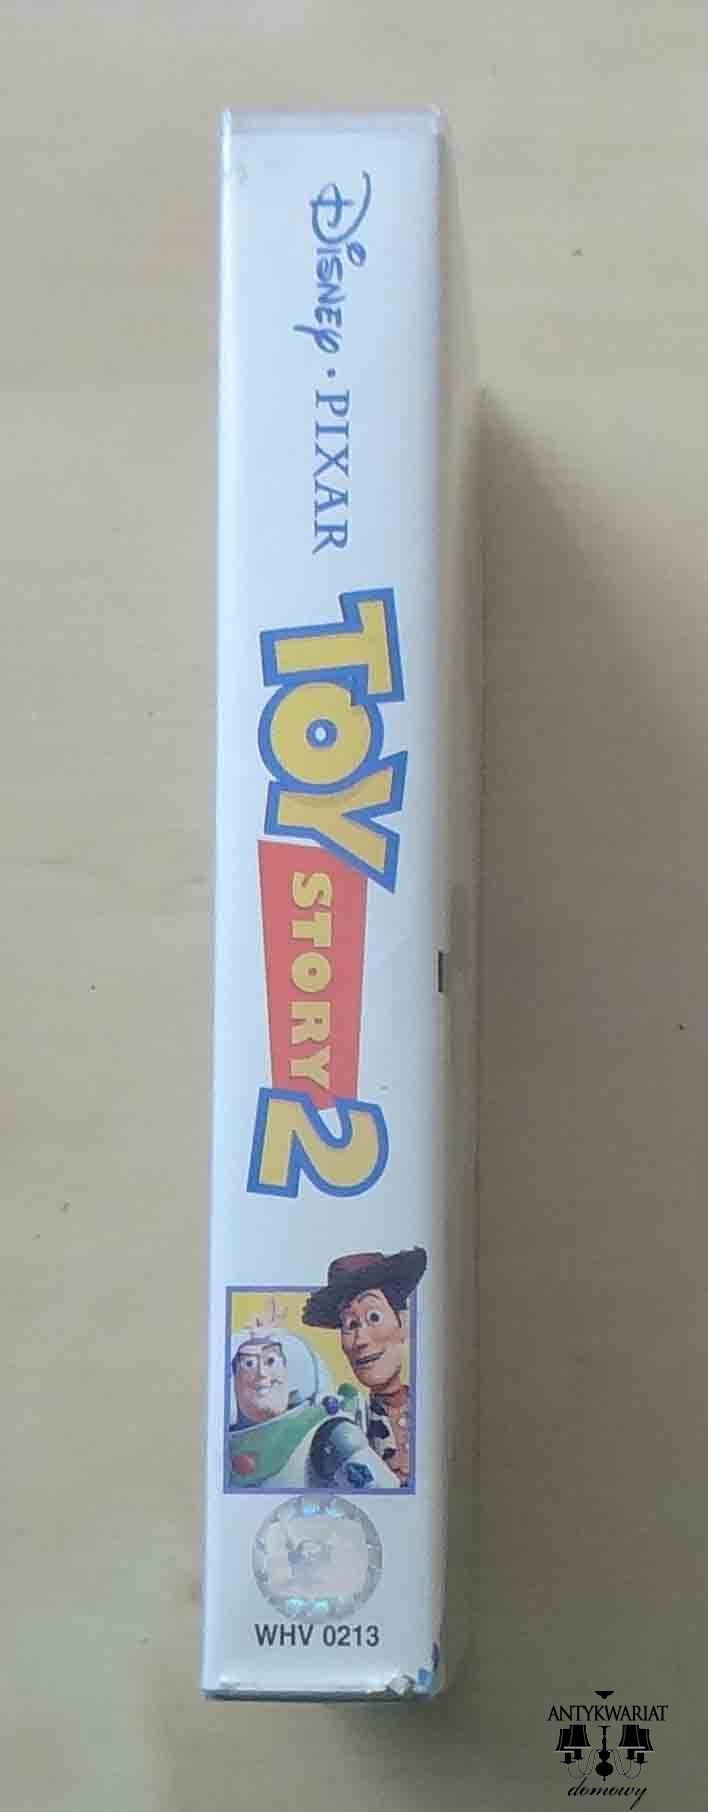 Disney · PIXAR
TOY
STORY
2
WHV 0213
ANTYKWARIAT
domowy